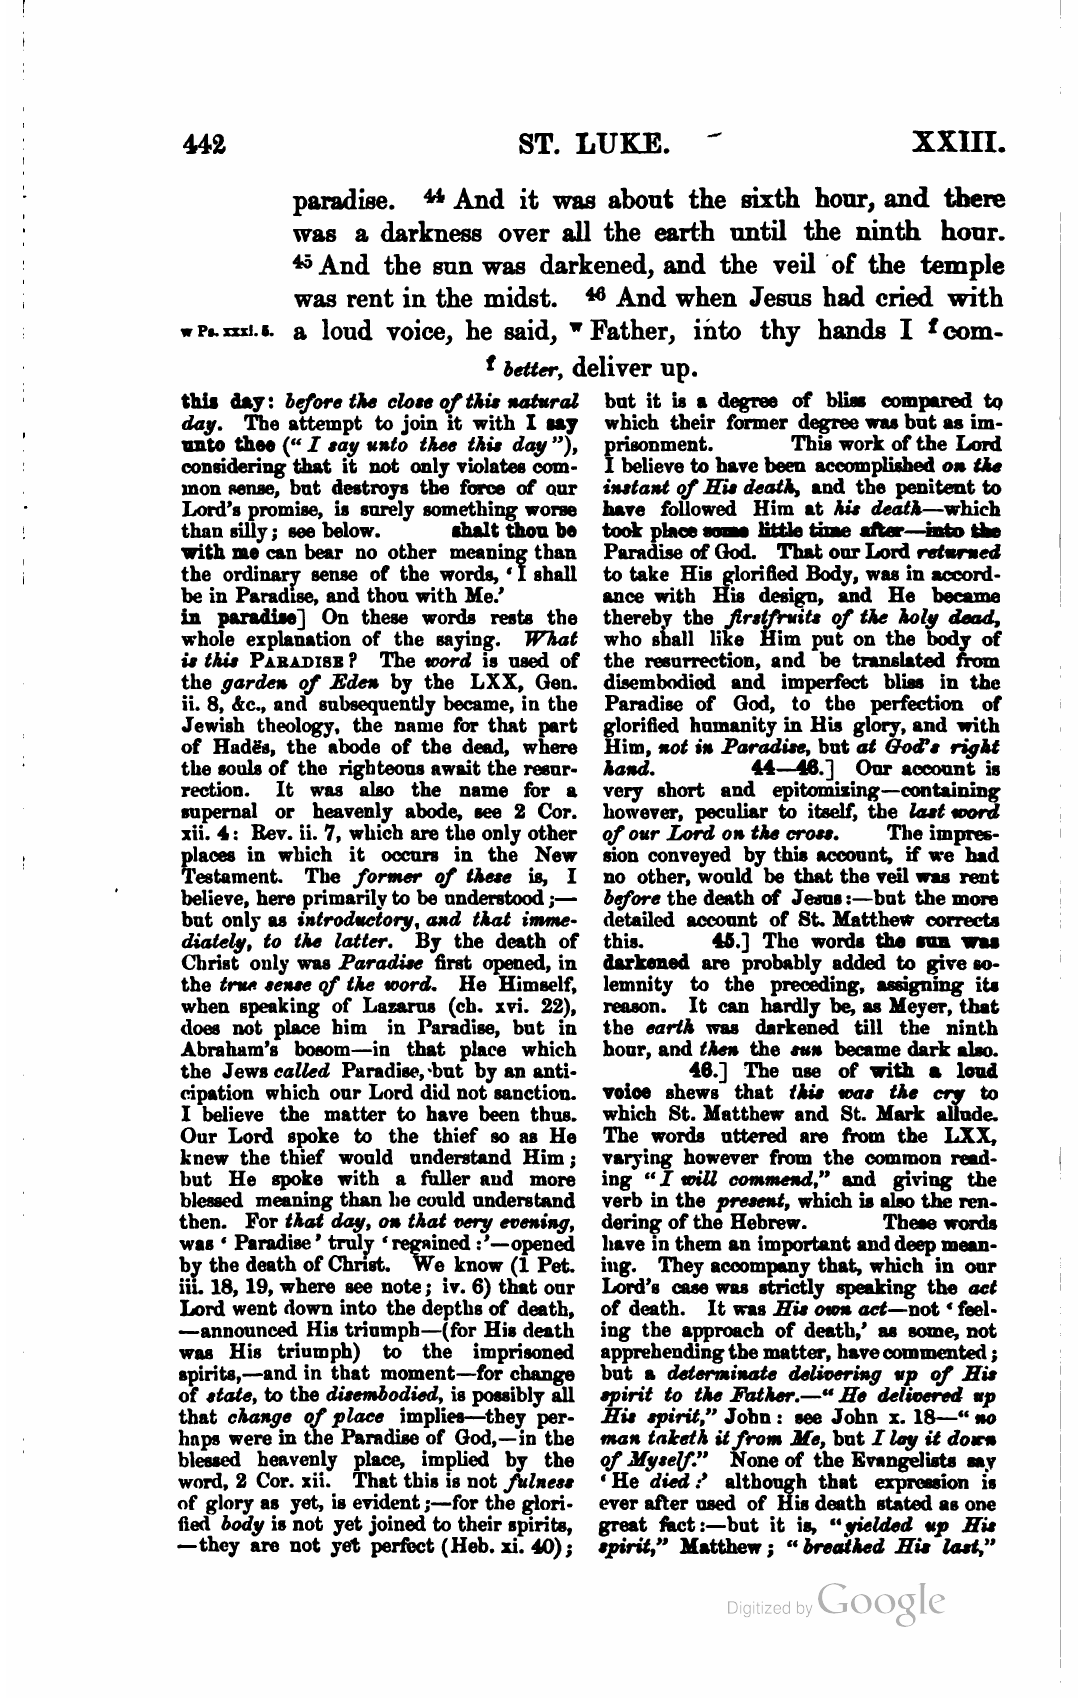 442 ST. LUKE. XXIII.
paradise. 44 And it was about the sixth hour, and there
was a darkness over all the earth until the ninth hour.
45 And the sun was darkened, and the veil of the temple
was rent in the midst. 46 And when Jesus had cried with
w Ps. xxxi. 5. a loud voice, he said, w Father, into thy hands I f com-
f better, deliver up.
this day: before the close of this natural
day. The attempt to join it with I say
unto thee (“I say unto thee this day”),
considering that it not only violates com-
mon sense, but destroys the force of our
Lord's promise, is surely something worse
than silly; see below. shalt thou be
with me can bear no other meaning than
the ordinary sense of the words, ‘I shall
be in Paradise, and thou with Me.’
in paradise] On these words rests the
whole explanation of the saying. What
is this PARADISE? The word is used of
the garden of Eden by the LXX, Gen.
ii. 8, &c., and subsequently became, in the
Jewish theology, the name for that part
of Hadës, the abode of the dead, where
the souls of the righteous await the resur-
rection. It was also the name for a
supernal or heavenly abode, see 2 Cor.
xii. 4: Rev. ii. 7, which are the only other
places in which it occurs in the New
Testament. The former of these is, I
believe, here primarily to be understood;—
but only as introductory, and that imme-
diately, to the latter. By the death of
Christ only was Paradise first opened, in
the true sense of the word. He Himself,
when speaking of Lazarus (ch. xvi. 22),
does not place him in Paradise, but in
Abraham's bosom—in that place which
the Jews called Paradise, but by an anti-
cipation which our Lord did not sanction.
I believe the matter to have been thus.
Our Lord spoke to the thief so as He
knew the thief would understand Him;
but He spoke with a fuller and more
blessed meaning than he could understand
then. For that day, on that very evening,
was ‘Paradise’ truly ‘regained:’—opened
by the death of Christ. We know (1 Pet.
iii. 18, 19, where see note; iv. 6) that our
Lord went down into the depths of death,
—announced His triumph—(for His death
was His triumph) to the imprisoned
spirits,—and in that moment—for change
of state, to the disembodied, is possibly all
that change of place implies—they per-
haps were in the Paradise of God,—in the
blessed heavenly place, implied by the
word, 2 Cor. xii. That this is not fulness
of glory as yet, is evident;—for the glori-
fied body is not yet joined to their spirits,
—they are not yet perfect (Heb. xi. 40);
but it is a degree of bliss compared to
which their former degree was but as im-
prisonment. This work of the Lord
I believe to have been accomplished on the
instant of His death, and the penitent to
have followed Him at his death—which
took place some little time after—into the
Paradise of God. That our Lord returned
to take His glorified Body, was in accord-
ance with His design, and He became
thereby the firstfruits of the holy dead,
who shall like Him put on the body of
the resurrection, and be translated from
disembodied and imperfect bliss in the
Paradise of God, to the perfection of
glorified humanity in His glory, and with
Him, not in Paradise, but at God's right
hand. 44—46.] Our account is
very short and epitomizing—containing
however, peculiar to itself, the last word
of our Lord on the cross. The impres-
sion conveyed by this account, if we had
no other, would be that the veil was rent
before the death of Jesus:—but the more
detailed account of St. Matthew corrects
this. 45.] The words the sun was
darkened are probably added to give so-
lemnity to the preceding, assigning its
reason. It can hardly be, as Meyer, that
the earth was darkened till the ninth
hour, and then the sun became dark also.
46.] The use of with a loud
voice shews that this was the cry to
which St. Matthew and St. Mark allude.
The words uttered are from the LXX,
varying however from the common read-
ing “I will commend,” and giving the
verb in the present, which is also the ren-
dering of the Hebrew. These words
have in them an important and deep mean-
ing. They accompany that, which in our
Lord's case was strictly speaking the act
of death. It was His own act—not ‘feel-
ing the approach of death,’ as some, not
apprehending the matter, have commented;
but a determinate delivering up of His
spirit to the Father.—“He delivered up
His spirit,” John: see John x. 18—“no
man taketh it from Me, but I lay it down
of Myself.” None of the Evangelists say
‘He died:’ although that expression is
ever after used of His death stated as one
great fact:—but it is, “yielded up His
spirit,” Matthew; “breathed His last,”
Digitized by Google